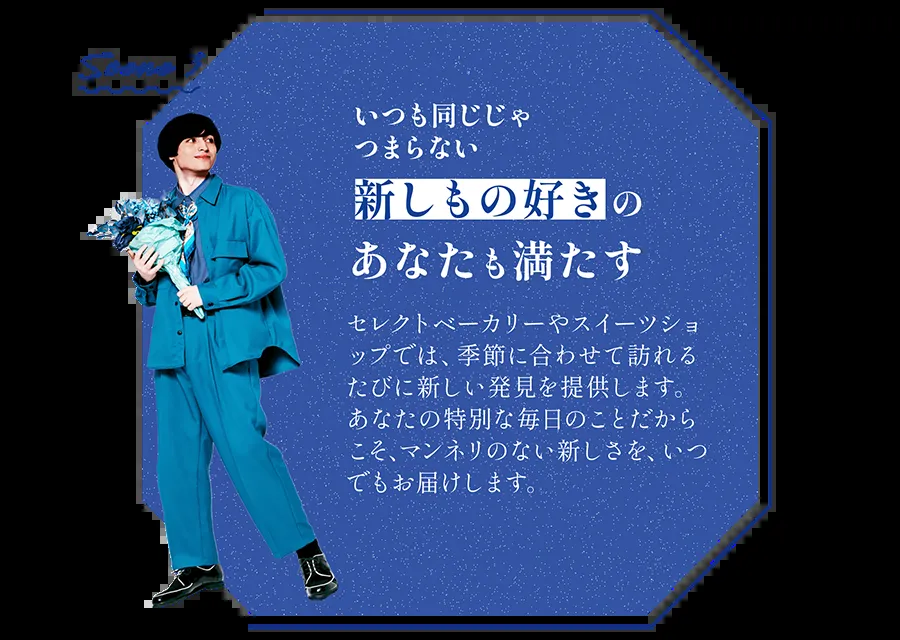 いつも同じじゃ
つまらない
新しもの好きの
あなたも満たす
セレクトベーカリーやスイーツショ
ップでは、季節に合わせて訪れる
たびに新しい発見を提供します。
あなたの特別な毎日のことだから
こそ、マンネリのない新しさを、いつ
でもお届けします。